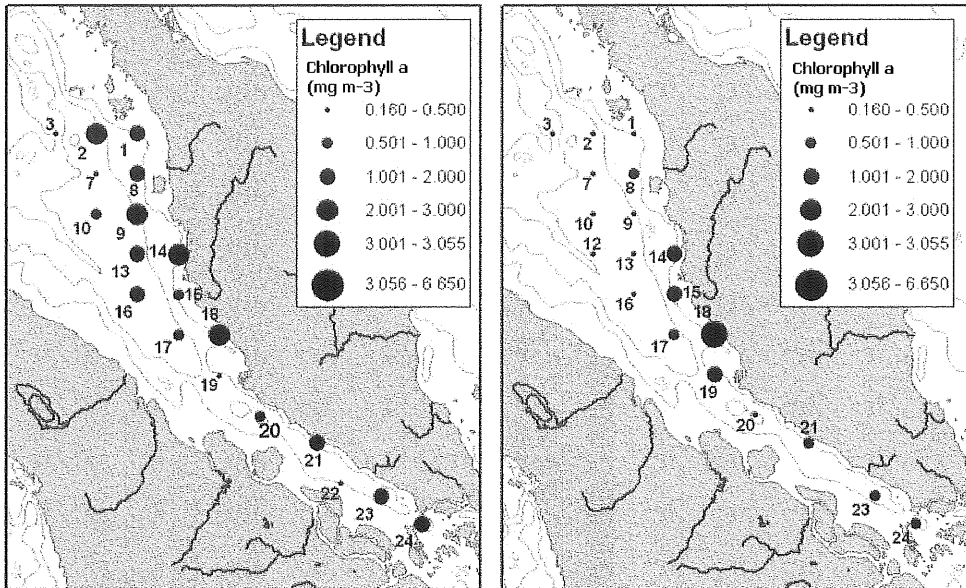 Legend
Chlorophyll a
(mg m-3)
0.160 - 0.500
0.501 - 1.000
1.001 - 2.000
2.001 - 3.000
3.001 - 3.055
3.056 - 6.650
3
2
1
7
8
10
9
14
13
15
16
18
17
19
20
21
22
23
24
Legend
Chlorophyll a
(mg m-3)
0.160 - 0.500
0.501 - 1.000
1.001 - 2.000
2.001 - 3.000
3.001 - 3.055
3.056 - 6.650
3
2
1
7
8
10
9
12
13
14
15
16
18
17
19
20
21
23
24